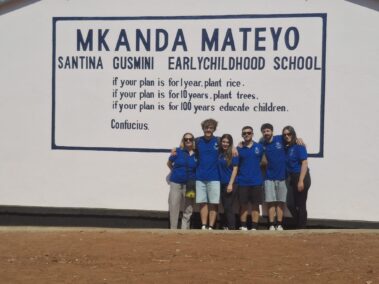 MKANDA MATEYO
SANTINA GUSMINI EARLYCHILDHOOD SCHOOL
if your plan is for 1 year, plant rice.
if your plan is for 10 years, plant trees,
if your plan is for 100 years educate children.
Confucius.